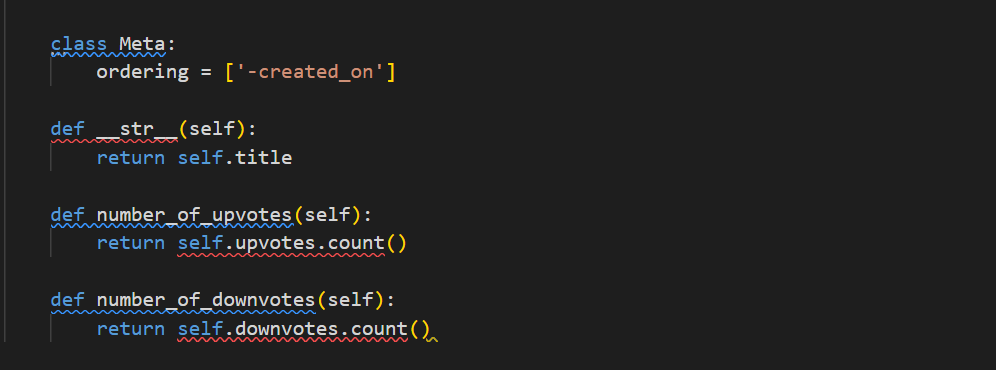 class Meta:
ordering = ['-created_on']
def __str__(self):
return self.title
def number_of_upvotes(self):
return self.upvotes.count()
def number_of_downvotes(self):
return self.downvotes.count()